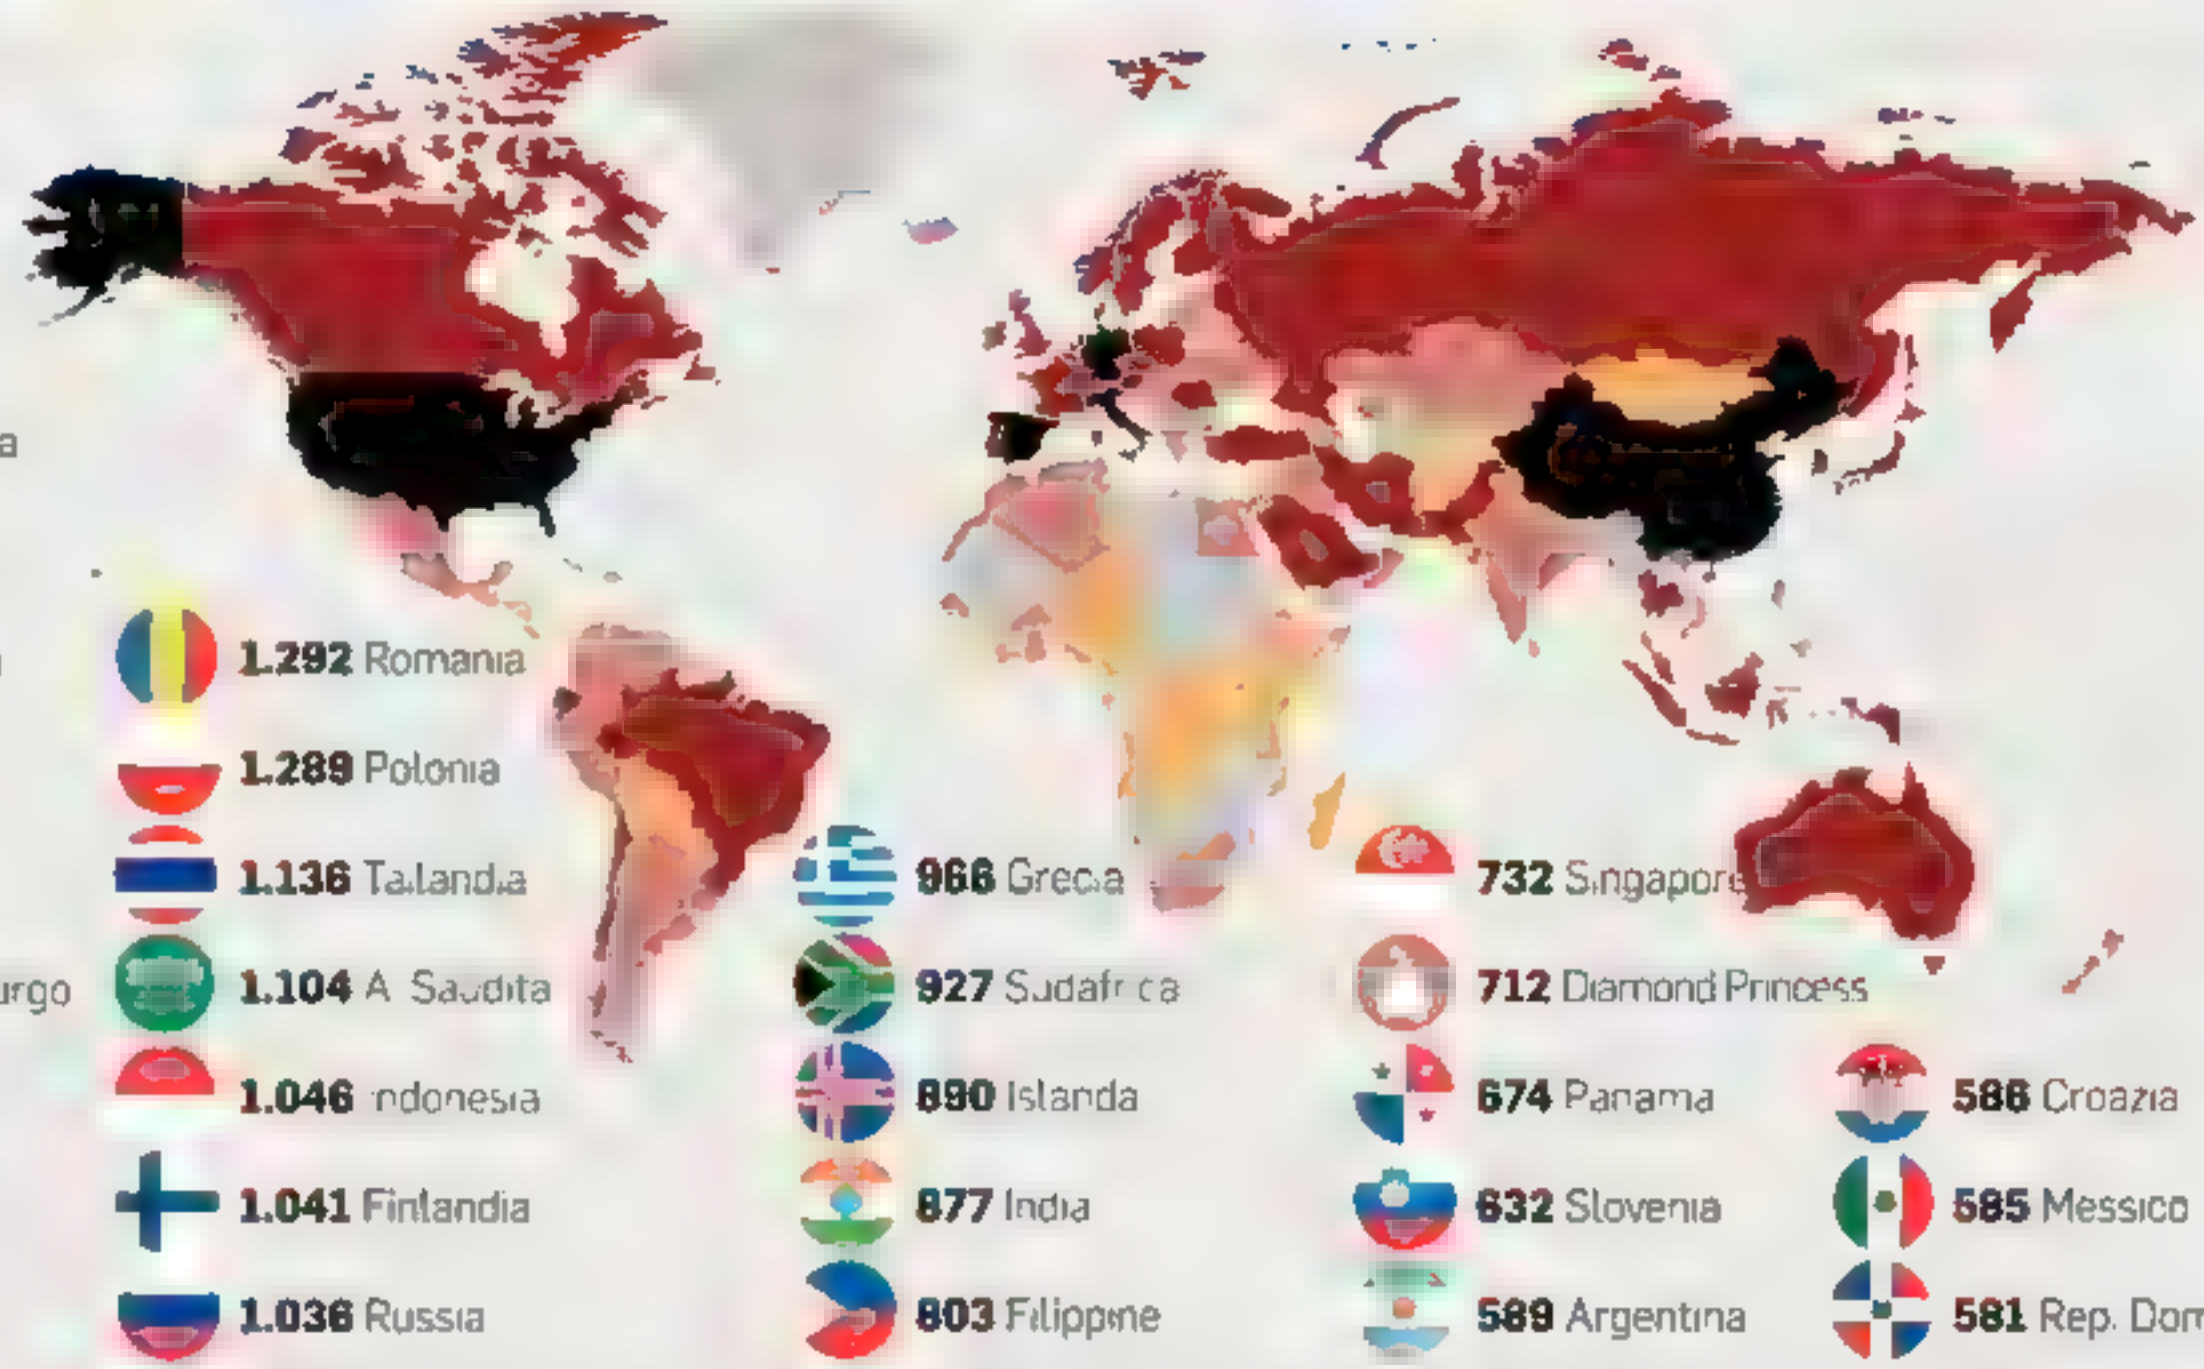 a
1.292 Romania
1.289 Polonia
1.136 Tailandia
1.104 A. Saudita
urgo
1.046 Indonesia
1.041 Finlandia
1.036 Russia
966 Grecia
927 Sudafrica
890 Islanda
877 India
803 Filippine
732 Singapore
712 Diamond Princess
674 Panama
632 Slovenia
589 Argentina
586 Croazia
585 Messico
581 Rep. Dom